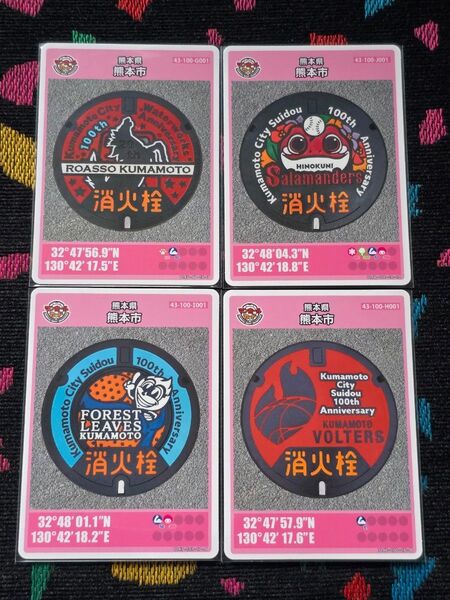 熊本県
熊本市
43-100-G001
Kumamoto City Waterworks
100th Anniversary
ROASSO KUMAMOTO
消火栓
32°47'56.9"N
130°42'17.5"E
熊本県
熊本市
43-100-J001
Kumamoto City Suidou 100th Anniversary
HINOKUNI
Salamanders
消火栓
32°48'04.3"N
130°42'18.8"E
熊本県
熊本市
43-100-I001
Kumamoto City Suidou 100th Anniversary
FOREST
LEAVES
KUMAMOTO
消火栓
32°48'01.1"N
130°42'18.2"E
熊本県
熊本市
43-100-H001
Kumamoto
City
Suidou
100th
Anniversary
KUMAMOTO
VOLTERS
消火栓
32°47'57.9"N
130°42'17.6"E